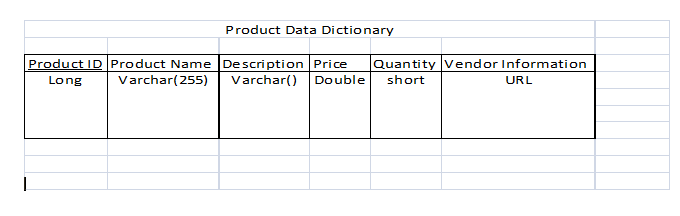 Product Data Dictionary
Product ID Product Name Description Price Quantity Vendor Information
Long Varchar(255) Varchar() Double short URL